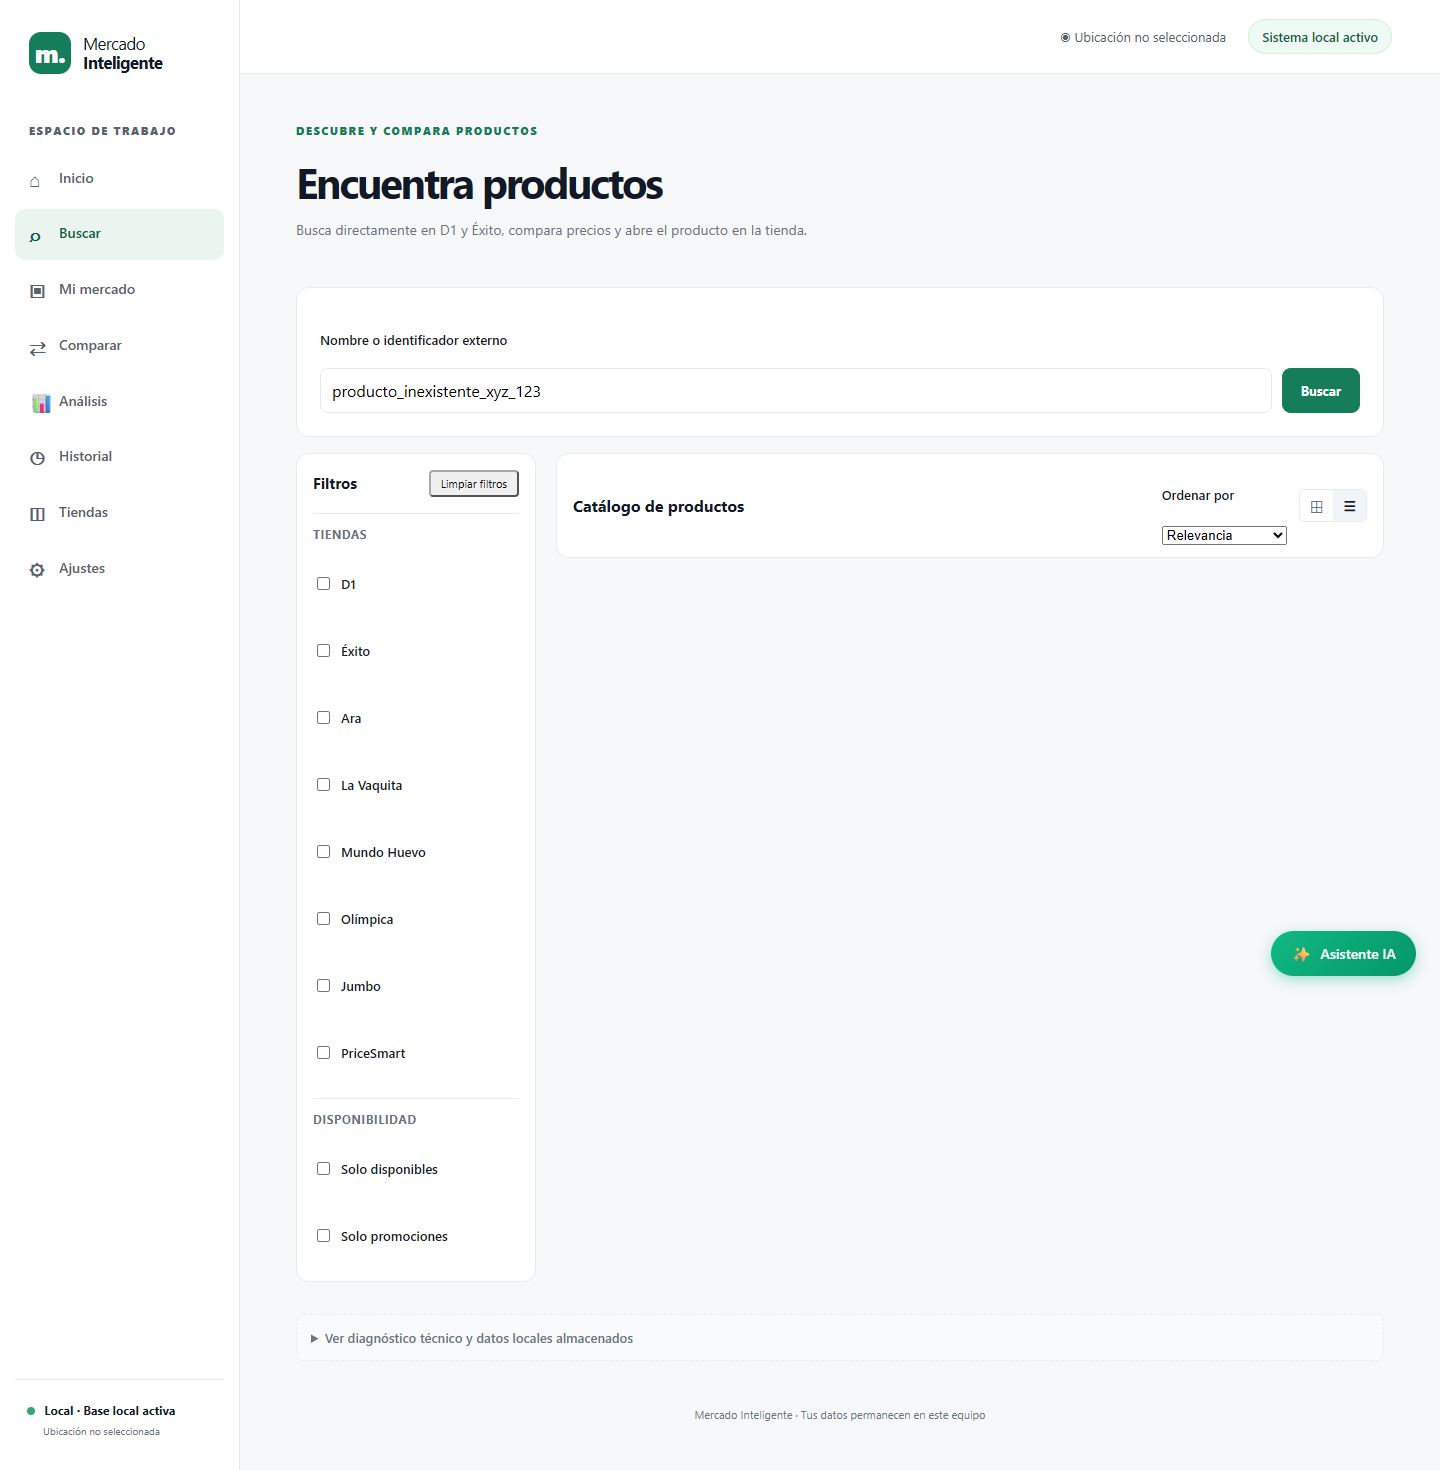 m.
Mercado
Inteligente
ESPACIO DE TRABAJO
Inicio
Buscar
Mi mercado
Comparar
Análisis
Historial
Tiendas
Ajustes
Local · Base local activa
Ubicación no seleccionada
◉ Ubicación no seleccionada
Sistema local activo
DESCUBRE Y COMPARA PRODUCTOS
Encuentra productos
Busca directamente en D1 y Éxito, compara precios y abre el producto en la tienda.
Nombre o identificador externo
producto_inexistente_xyz_123
Buscar
Filtros
Limpiar filtros
TIENDAS
D1
Éxito
Ara
La Vaquita
Mundo Huevo
Olímpica
Jumbo
PriceSmart
DISPONIBILIDAD
Solo disponibles
Solo promociones
Catálogo de productos
Ordenar por
Relevancia
✨ Asistente IA
Ver diagnóstico técnico y datos locales almacenados
Mercado Inteligente · Tus datos permanecen en este equipo